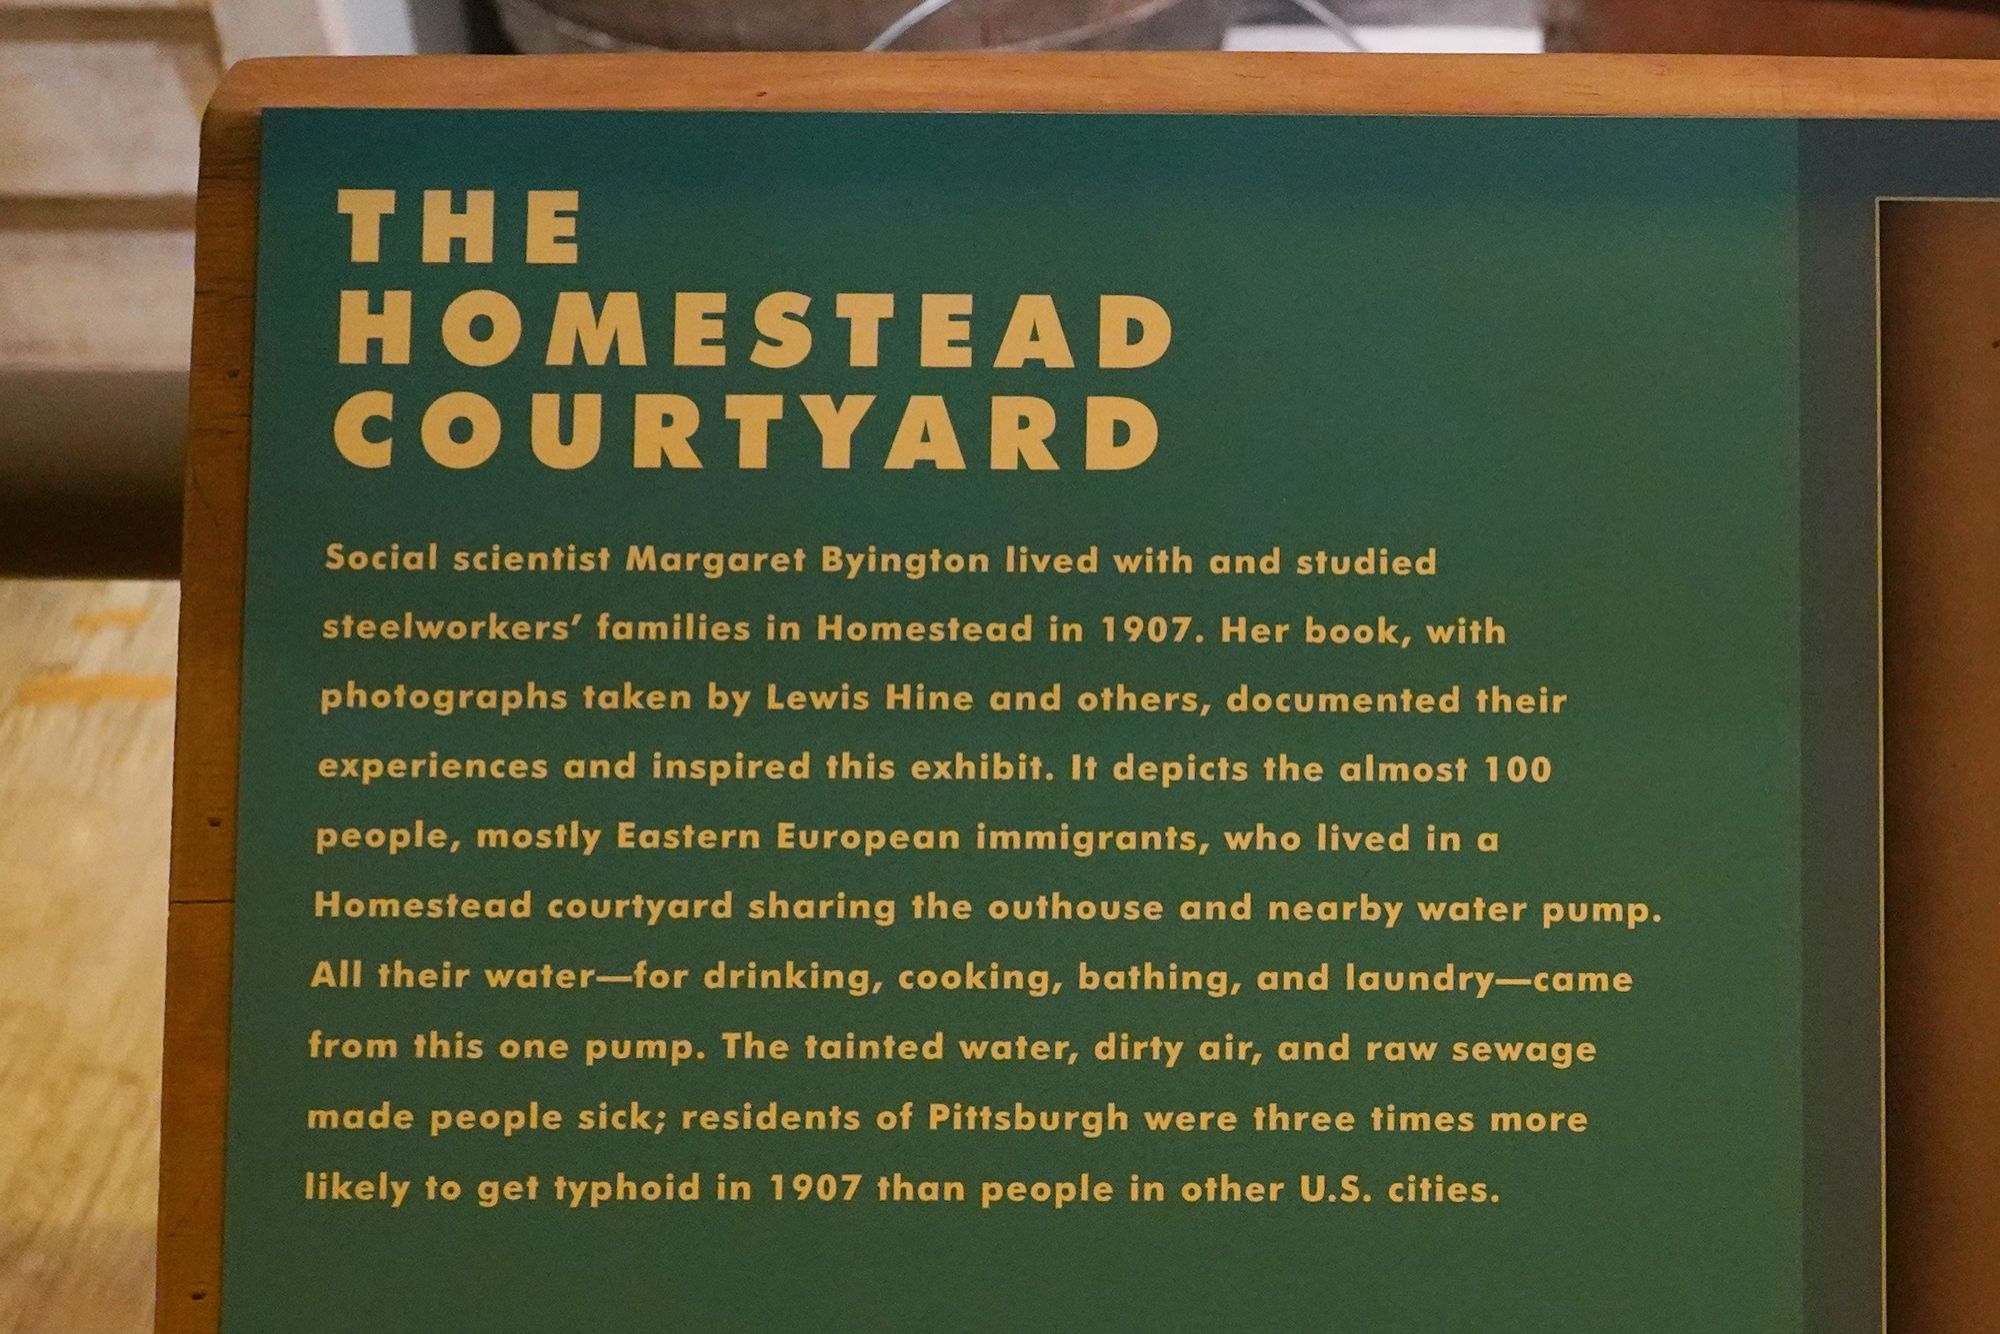 THE
HOMESTEAD
COURTYARD
Social scientist Margaret Byington lived with and studied
steelworkers’ families in Homestead in 1907. Her book, with
photographs taken by Lewis Hine and others, documented their
experiences and inspired this exhibit. It depicts the almost 100
people, mostly Eastern European immigrants, who lived in a
Homestead courtyard sharing the outhouse and nearby water pump.
All their water—for drinking, cooking, bathing, and laundry—came
from this one pump. The tainted water, dirty air, and raw sewage
made people sick; residents of Pittsburgh were three times more
likely to get typhoid in 1907 than people in other U.S. cities.